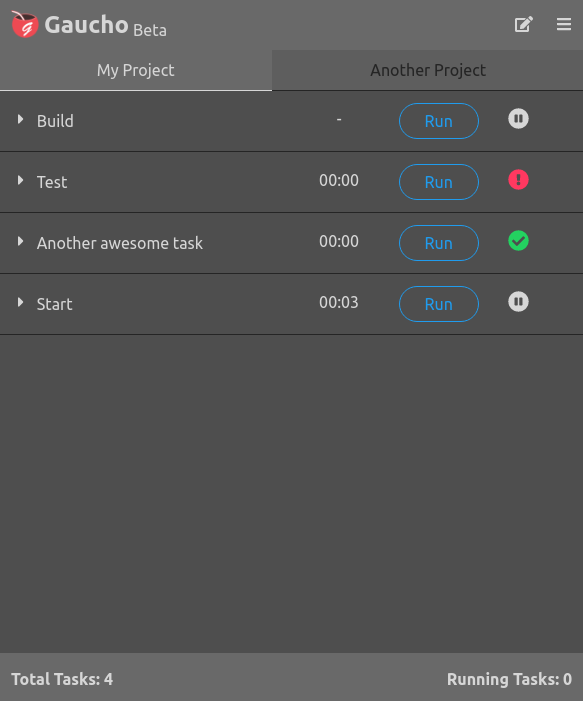 Gaucho Beta
My Project Another Project
Build - Run
Test 00:00 Run
Another awesome task 00:00 Run
Start 00:03 Run
Total Tasks: 4 Running Tasks: 0